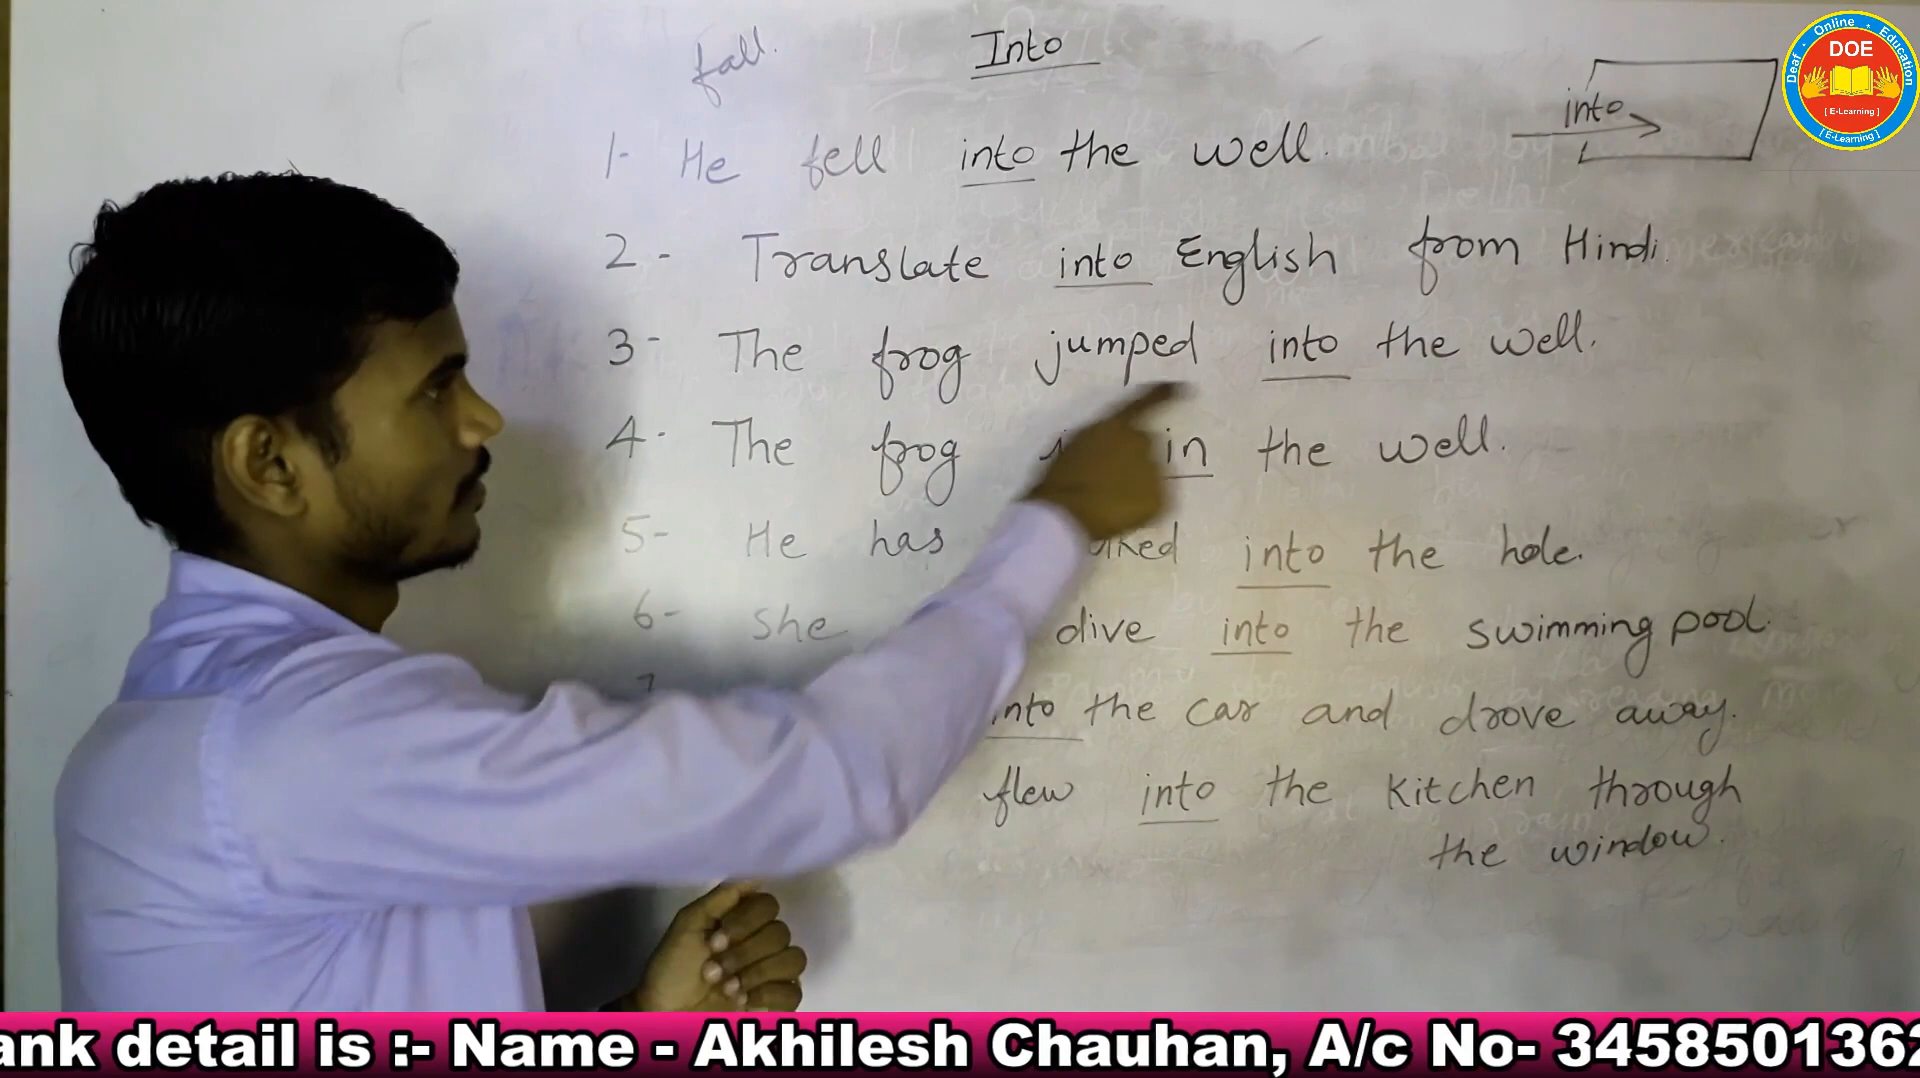 fall.
Into
into
Deaf . Online . Education
DOE
[ E-Learning ]
[ E-Learning ]
1- He fell into the well.
2- Translate into English from Hindi.
3- The frog jumped into the well.
4- The frog in the well.
5- He has into the hole.
6- She dive into the swimming pool.
7 into the car and drove away.
flew into the kitchen through
the window.
ank detail is :- Name - Akhilesh Chauhan, A/c No- 3458501362